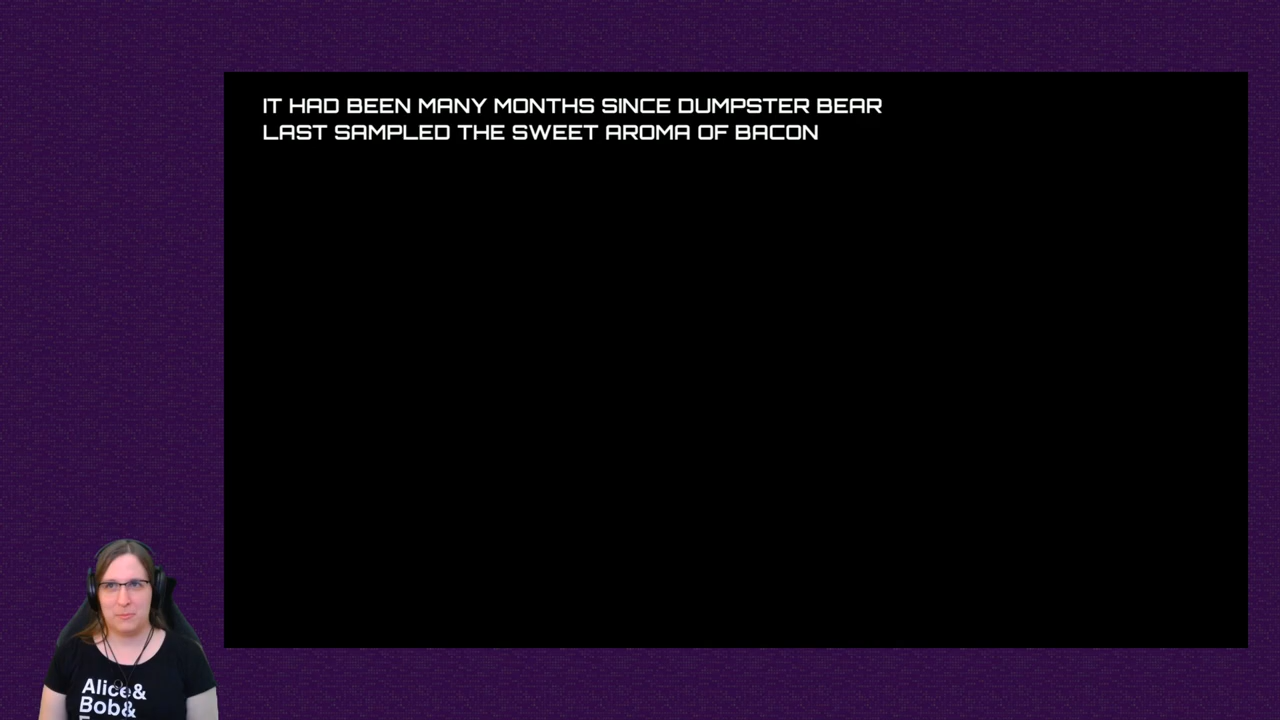 IT HAD BEEN MANY MONTHS SINCE DUMPSTER BEAR
LAST SAMPLED THE SWEET AROMA OF BACON
Alice&
Bob&